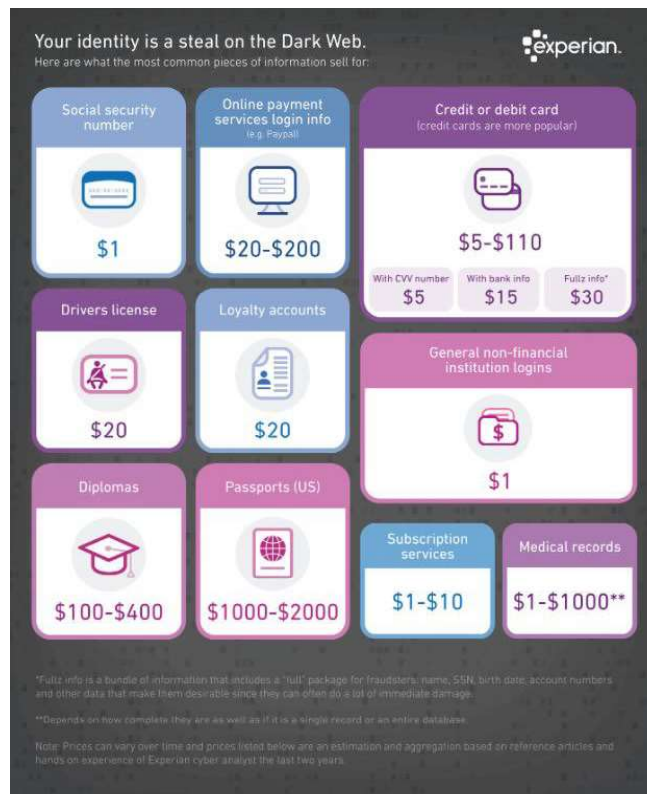 Your identity is a steal on the Dark Web.
Here are what the most common pieces of information sell for:
experian.
Social security
number
$1
Online payment
services login info
(e.g. Paypal)
$20-$200
Credit or debit card
(credit cards are more popular)
$5-$110
With CVV number
$5
With bank info
$15
Fullz info*
$30
Drivers license
$20
Loyalty accounts
$20
General non-financial
institution logins
$
$1
Diplomas
$100-$400
Passports (US)
$1000-$2000
Subscription
services
$1-$10
Medical records
$1-$1000**
*Fullz info is a bundle of information that includes a "full" package for fraudsters: name, SSN, birth date, account numbers
and other data that make them desirable since they can often do a lot of immediate damage.
**Depends on how complete they are as well as if it is a single record or an entire database.
Note: Prices can vary over time and prices listed below are an estimation and aggregation based on reference articles and
hands on experience of Experian cyber analyst the last two years.